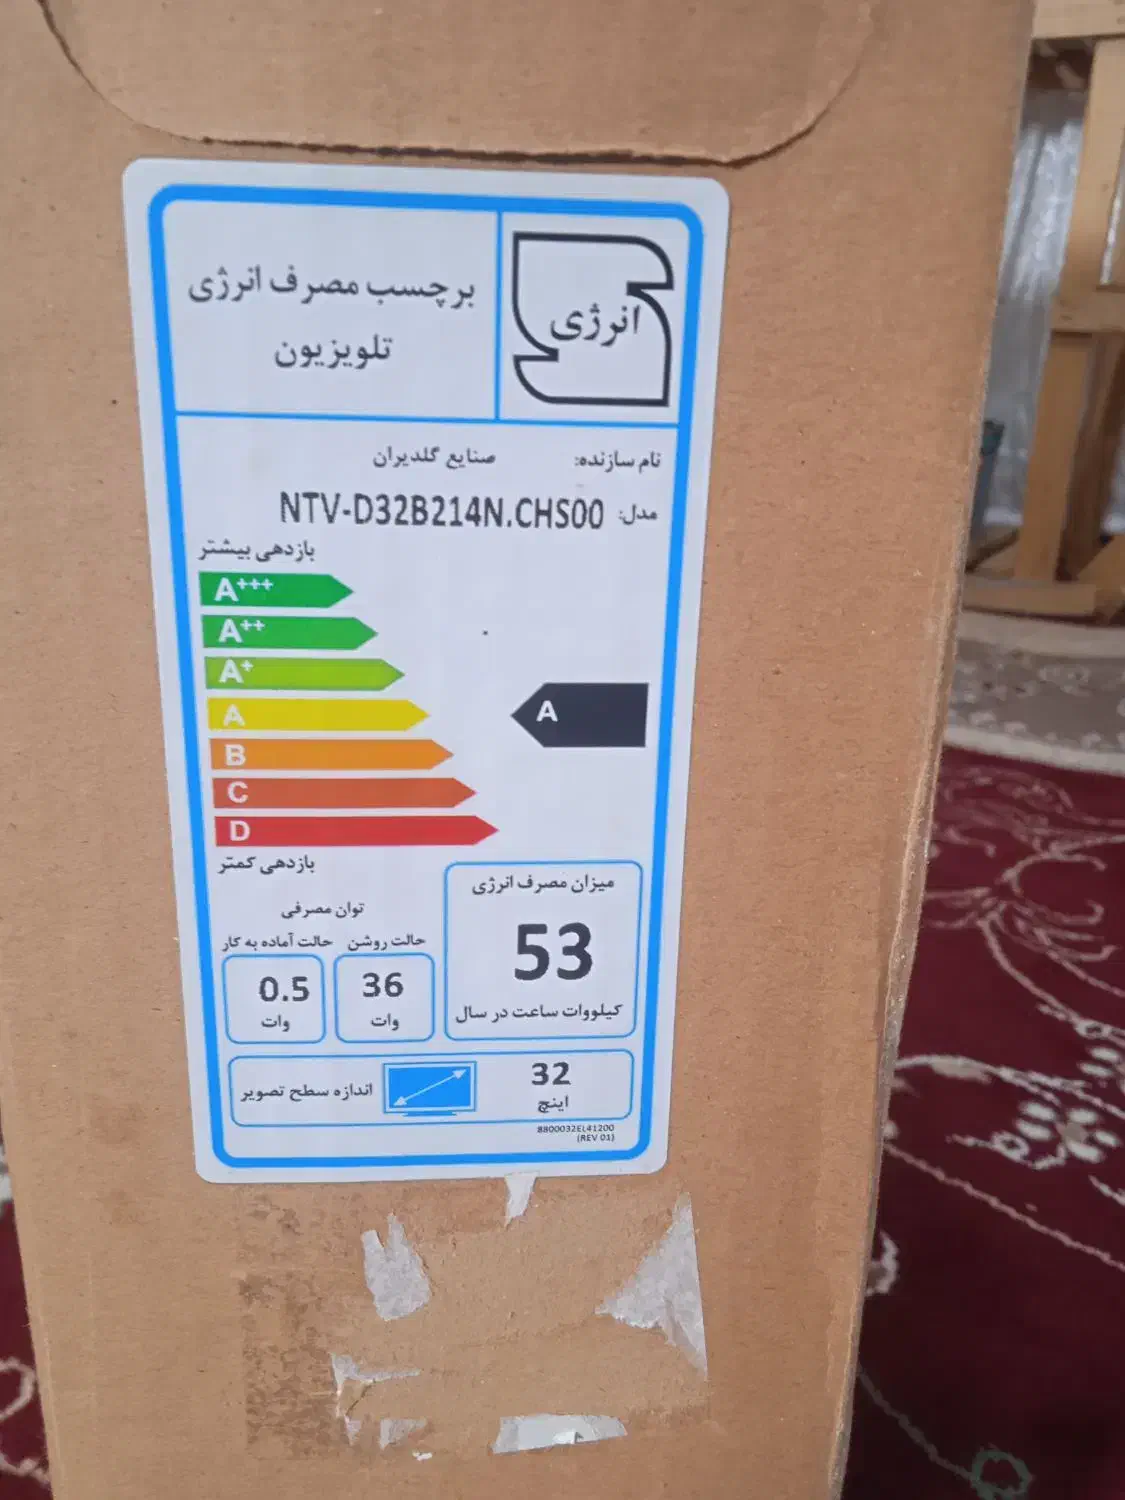 انرژی
برچسب مصرف انرژی
تلویزیون
نام سازنده: صنایع گلدیران
مدل: NTV-D32B214N.CHS00
بازدهی بیشتر
A+++
A++
A+
A
A
B
C
D
بازدهی کمتر
میزان مصرف انرژی
53
کیلووات ساعت در سال
توان مصرفی
حالت روشن
36
وات
حالت آماده به کار
0.5
وات
اندازه سطح تصویر
32
اینچ
8800032EL41200
(REV 01)